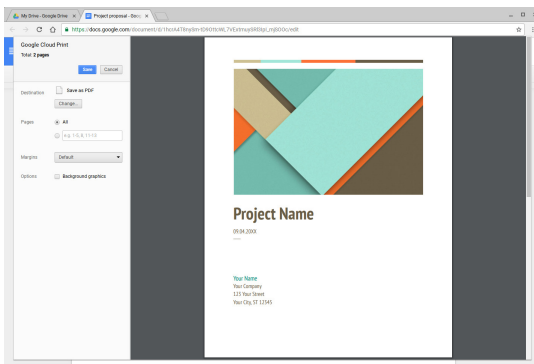 My Drive - Google Drive
Project proposal - Goog
https://docs.google.com/document/d/
Google Cloud Print
Total: 2 pages
Save
Cancel
Destination
Save as PDF
Change...
Pages
All
e.g. 1-5, 8, 11-13
Margins
Default
Options
Background graphics
Project Name
09.04.20XX
Your Name
Your Company
123 Your Street
Your City, ST 12345